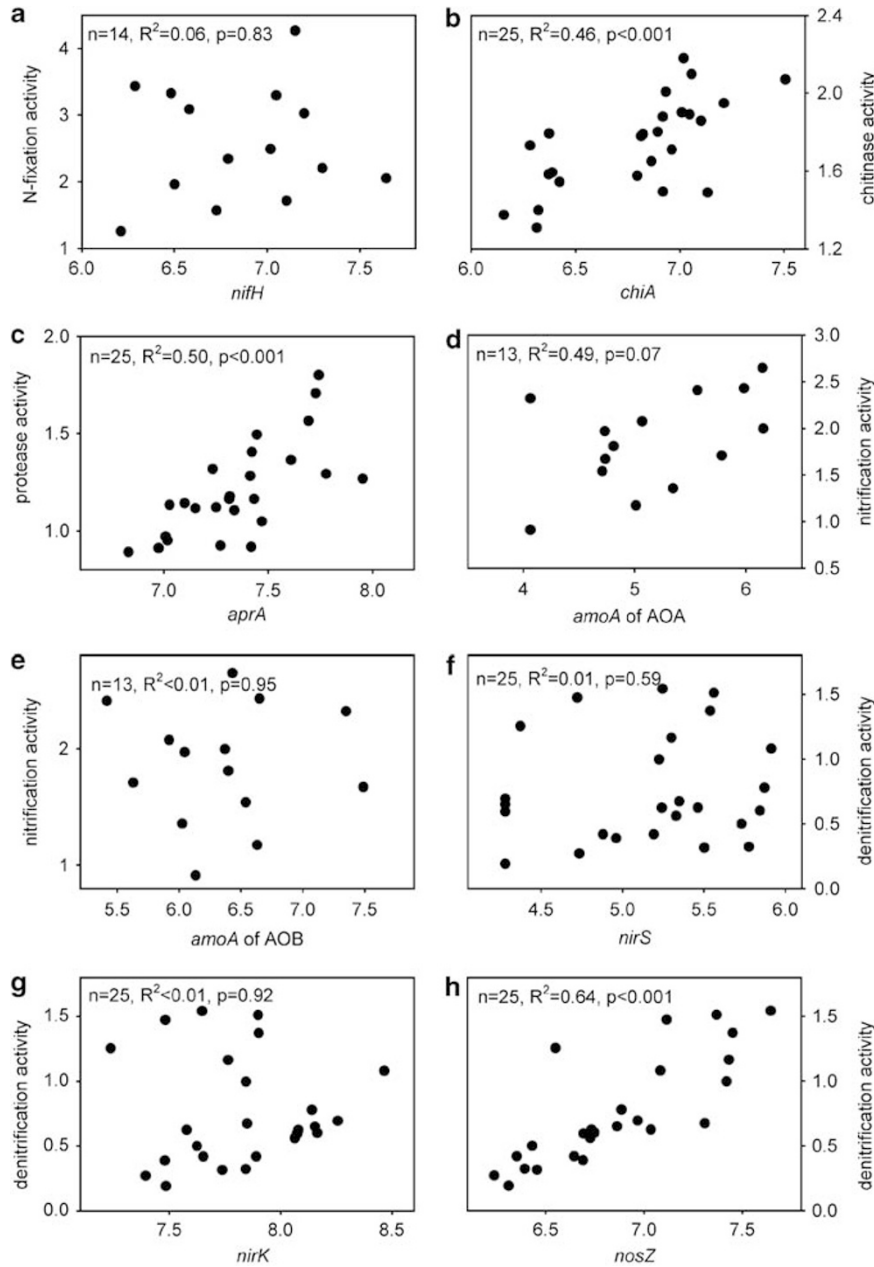 a
n=14, R²=0.06, p=0.83
4
3
2
1
N-fixation activity
6.0 6.5 7.0 7.5
nifH
b
n=25, R²=0.46, p<0.001
2.4
2.0
1.6
1.2
chitinase activity
6.0 6.5 7.0 7.5
chiA
c
n=25, R²=0.50, p<0.001
2.0
1.5
1.0
protease activity
7.0 7.5 8.0
aprA
d
n=13, R²=0.49, p=0.07
3.0
2.5
2.0
1.5
1.0
0.5
nitrification activity
4 5 6
amoA of AOA
e
n=13, R²<0.01, p=0.95
2
1
nitrification activity
5.5 6.0 6.5 7.0 7.5
amoA of AOB
f
n=25, R²=0.01, p=0.59
1.5
1.0
0.5
0.0
denitrification activity
4.5 5.0 5.5 6.0
nirS
g
n=25, R²<0.01, p=0.92
1.5
1.0
0.5
0.0
denitrification activity
7.5 8.0 8.5
nirK
h
n=25, R²=0.64, p<0.001
1.5
1.0
0.5
0.0
denitrification activity
6.5 7.0 7.5
nosZ